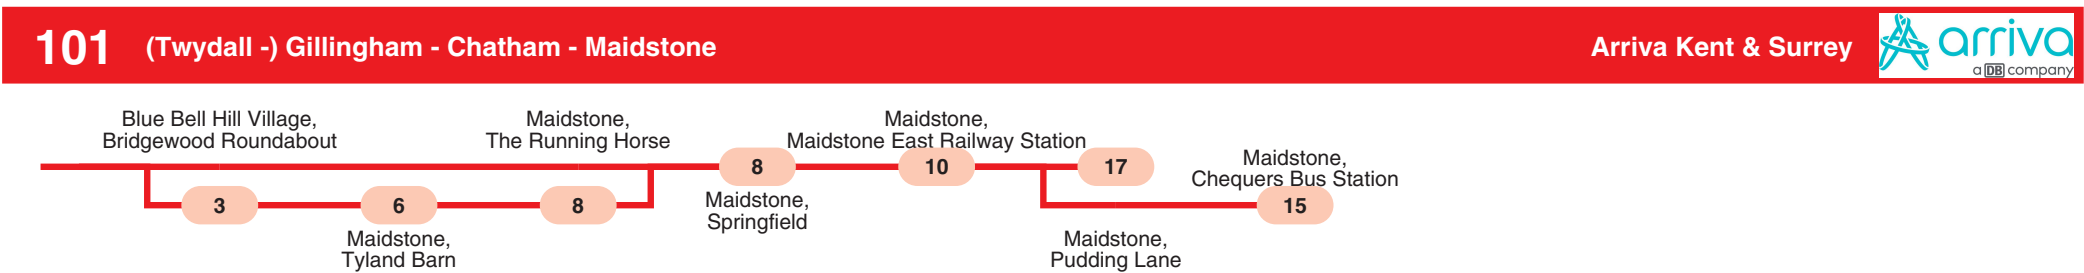 101 (Twydall -) Gillingham - Chatham - Maidstone Arriva Kent & Surrey arriva
a DB company
Blue Bell Hill Village,
Bridgewood Roundabout
Maidstone,
The Running Horse
Maidstone,
Maidstone East Railway Station
Maidstone,
Chequers Bus Station
8 10 17
3 6 8 15
Maidstone,
Springfield
Maidstone,
Tyland Barn
Maidstone,
Pudding Lane